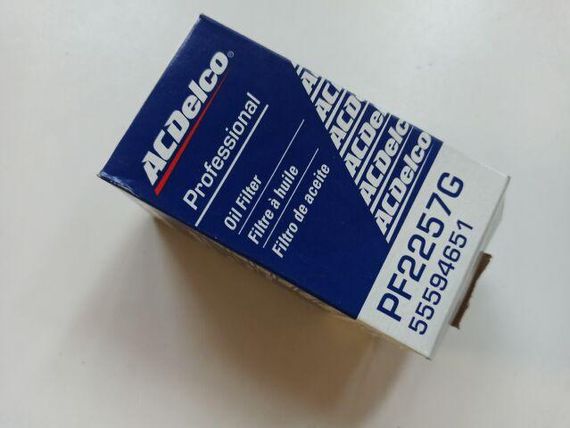 ACDelco®
Professional
Oil Filter
Filtre à huile
Filtro de aceite
ACDelco
ACDelco
ACDelco
ACDelco
PF2257G
55594651